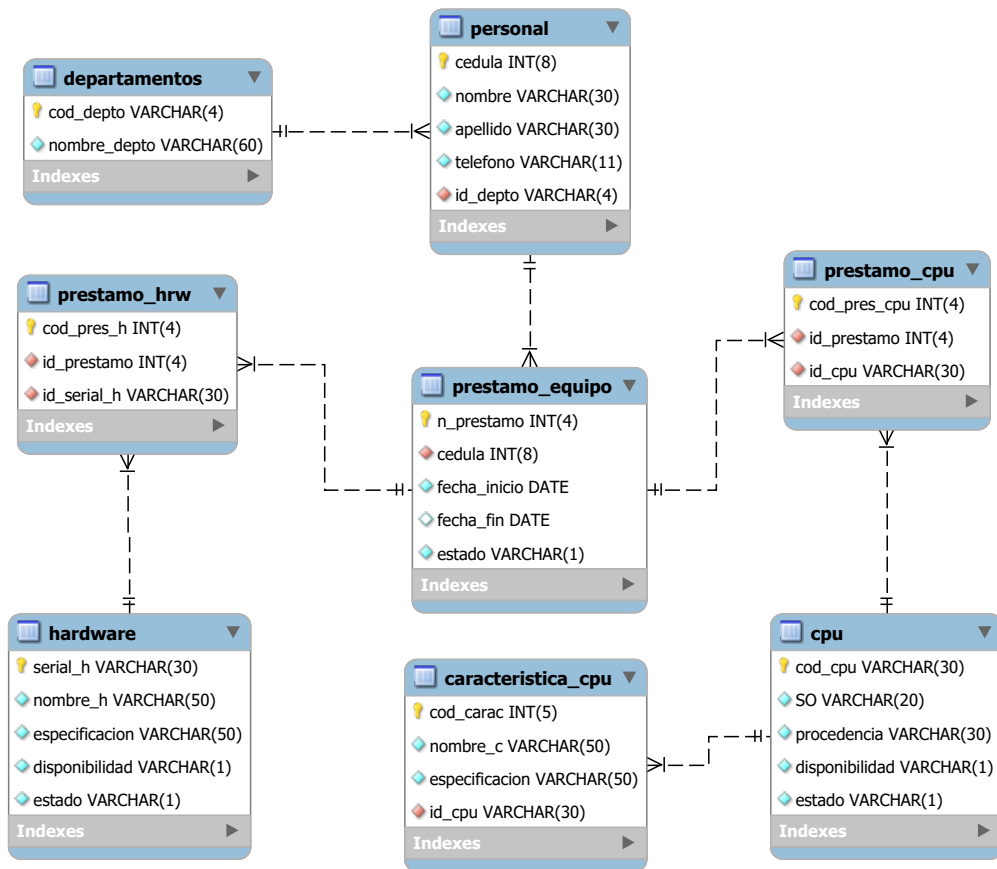 departamentos
cod_depto VARCHAR(4)
nombre_depto VARCHAR(60)
Indexes
personal
cedula INT(8)
nombre VARCHAR(30)
apellido VARCHAR(30)
telefono VARCHAR(11)
id_depto VARCHAR(4)
Indexes
prestamo_hrw
cod_pres_h INT(4)
id_prestamo INT(4)
id_serial_h VARCHAR(30)
Indexes
prestamo_equipo
n_prestamo INT(4)
cedula INT(8)
fecha_inicio DATE
fecha_fin DATE
estado VARCHAR(1)
Indexes
prestamo_cpu
cod_pres_cpu INT(4)
id_prestamo INT(4)
id_cpu VARCHAR(30)
Indexes
hardware
serial_h VARCHAR(30)
nombre_h VARCHAR(50)
especificacion VARCHAR(50)
disponibilidad VARCHAR(1)
estado VARCHAR(1)
Indexes
caracteristica_cpu
cod_carac INT(5)
nombre_c VARCHAR(50)
especificacion VARCHAR(50)
id_cpu VARCHAR(30)
Indexes
cpu
cod_cpu VARCHAR(30)
SO VARCHAR(20)
procedencia VARCHAR(30)
disponibilidad VARCHAR(1)
estado VARCHAR(1)
Indexes